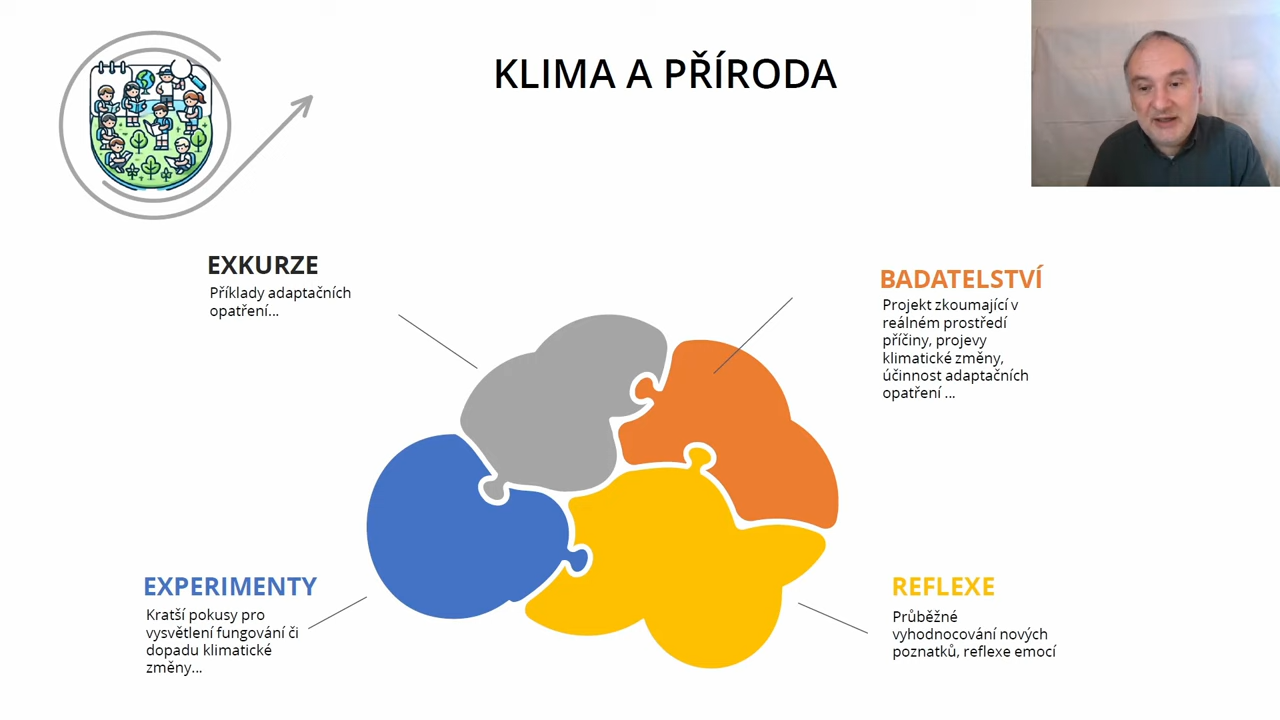 KLIMA A PŘÍRODA
EXKURZE
Příklady adaptačních
opatření...
BADATELSTVÍ
Projekt zkoumající v
reálném prostředí
příčiny, projevy
klimatické změny,
účinnost adaptačních
opatření ...
EXPERIMENTY
Kratší pokusy pro
vysvětlení fungování či
dopadu klimatické
změny...
REFLEXE
Průběžné
vyhodnocování nových
poznatků, reflexe emocí